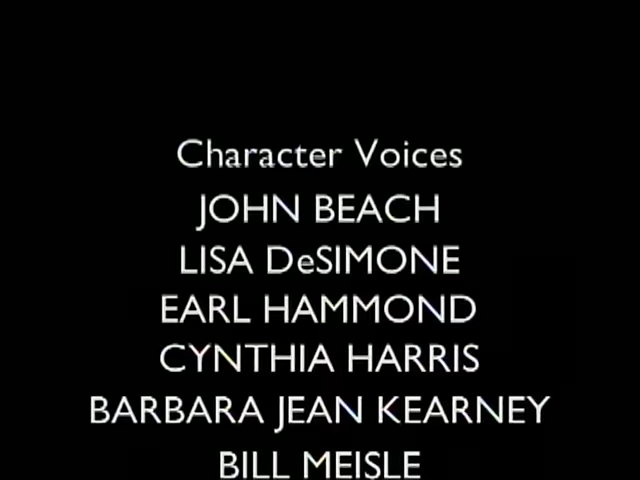 Character Voices
JOHN BEACH
LISA DeSIMONE
EARL HAMMOND
CYNTHIA HARRIS
BARBARA JEAN KEARNEY
BILL MEISLE